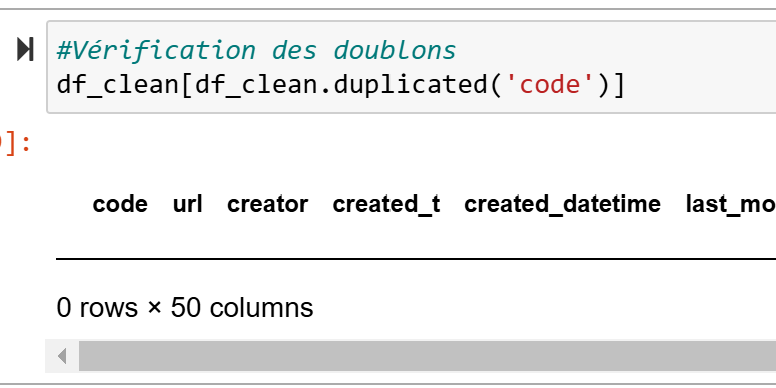 #Vérification des doublons
df_clean[df_clean.duplicated('code')]
]:
code url creator created_t created_datetime last_mo
0 rows × 50 columns